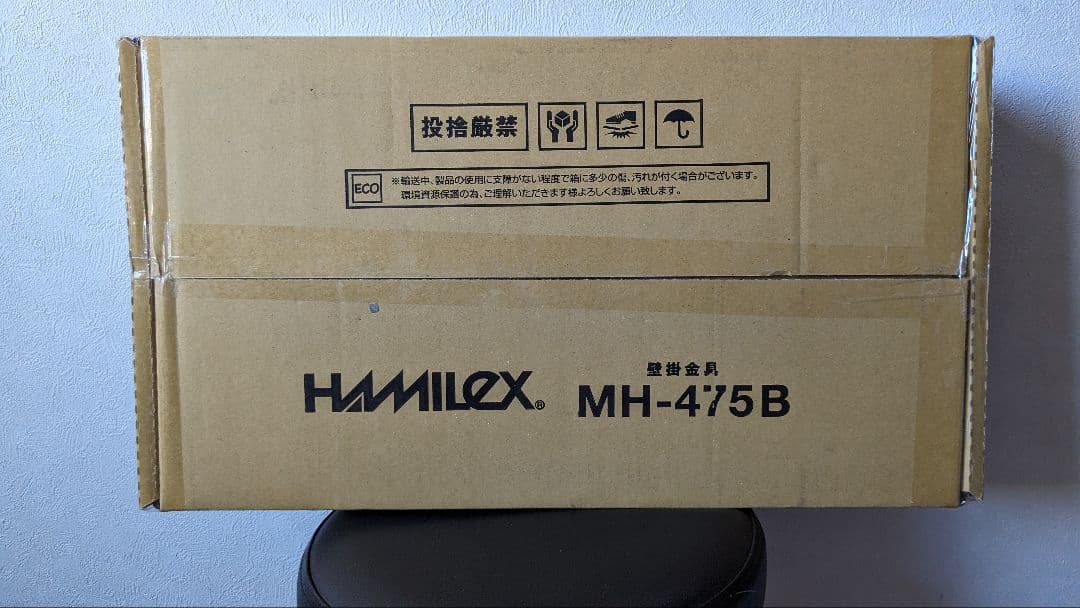 投捨厳禁
ECO
※輸送中、製品の使用に支障がない程度で箱に多少の傷、汚れが付く場合がございます。
環境資源保護の為、ご理解いただきます様よろしくお願い致します。
壁掛金具
HAMILeX® MH-475B